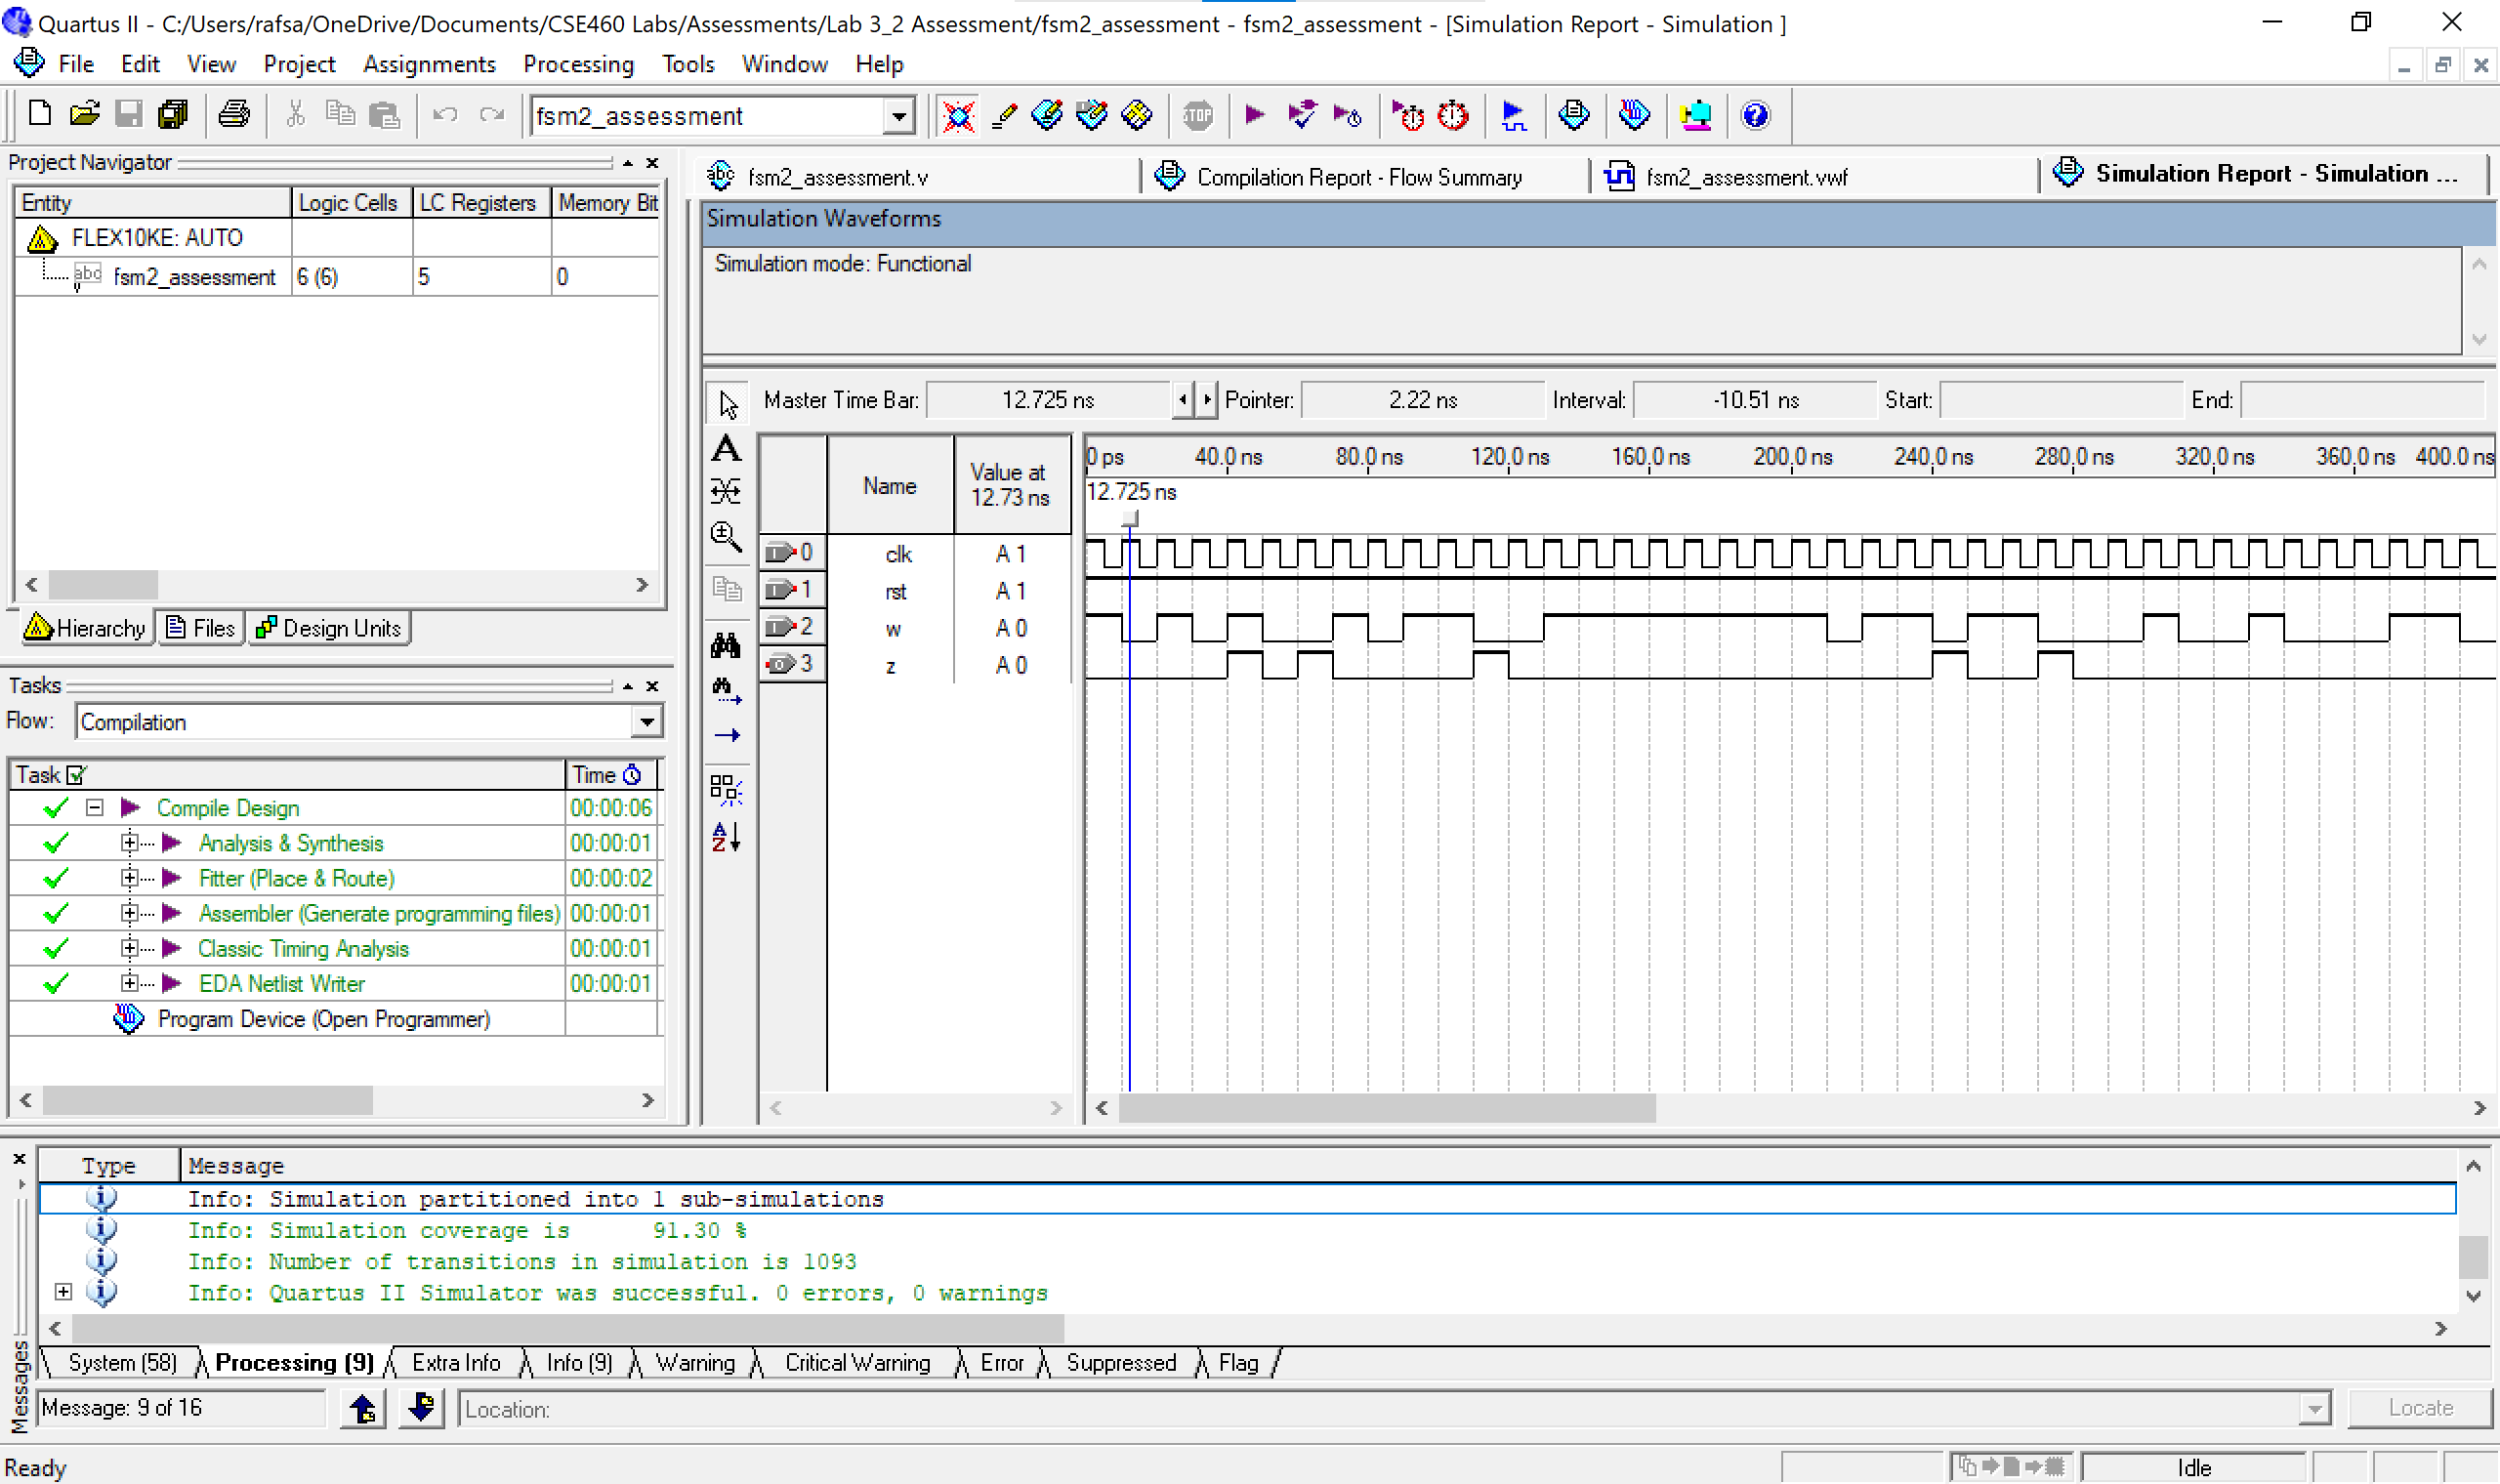 Quartus II - C:/Users/rafsa/OneDrive/Documents/CSE460 Labs/Assessments/Lab 3_2 Assessment/fsm2_assessment - fsm2_assessment - [Simulation Report - Simulation ]
File Edit View Project Assignments Processing Tools Window Help
fsm2_assessment
STOP
Project Navigator
Entity Logic Cells LC Registers Memory Bit
FLEX10KE: AUTO
abc fsm2_assessment 6 (6) 5 0
Hierarchy Files Design Units
Tasks
Flow: Compilation
Task Time
Compile Design 00:00:06
Analysis & Synthesis 00:00:01
Fitter (Place & Route) 00:00:02
Assembler (Generate programming files) 00:00:01
Classic Timing Analysis 00:00:01
EDA Netlist Writer 00:00:01
Program Device (Open Programmer)
abc fsm2_assessment.v Compilation Report - Flow Summary fsm2_assessment.vwf Simulation Report - Simulation ...
Simulation Waveforms
Simulation mode: Functional
Master Time Bar: 12.725 ns Pointer: 2.22 ns Interval: -10.51 ns Start: End:
A
A
Z
Name Value at
12.73 ns
0 ps 40.0 ns 80.0 ns 120.0 ns 160.0 ns 200.0 ns 240.0 ns 280.0 ns 320.0 ns 360.0 ns 400.0 ns
12.725 ns
0 clk A 1
1 rst A 1
2 w A 0
3 z A 0
Type Message
Info: Simulation partitioned into 1 sub-simulations
Info: Simulation coverage is 91.30 %
Info: Number of transitions in simulation is 1093
Info: Quartus II Simulator was successful. 0 errors, 0 warnings
System (58) Processing (9) Extra Info Info (9) Warning Critical Warning Error Suppressed Flag
Messages
Message: 9 of 16 Location: Locate
Ready Idle